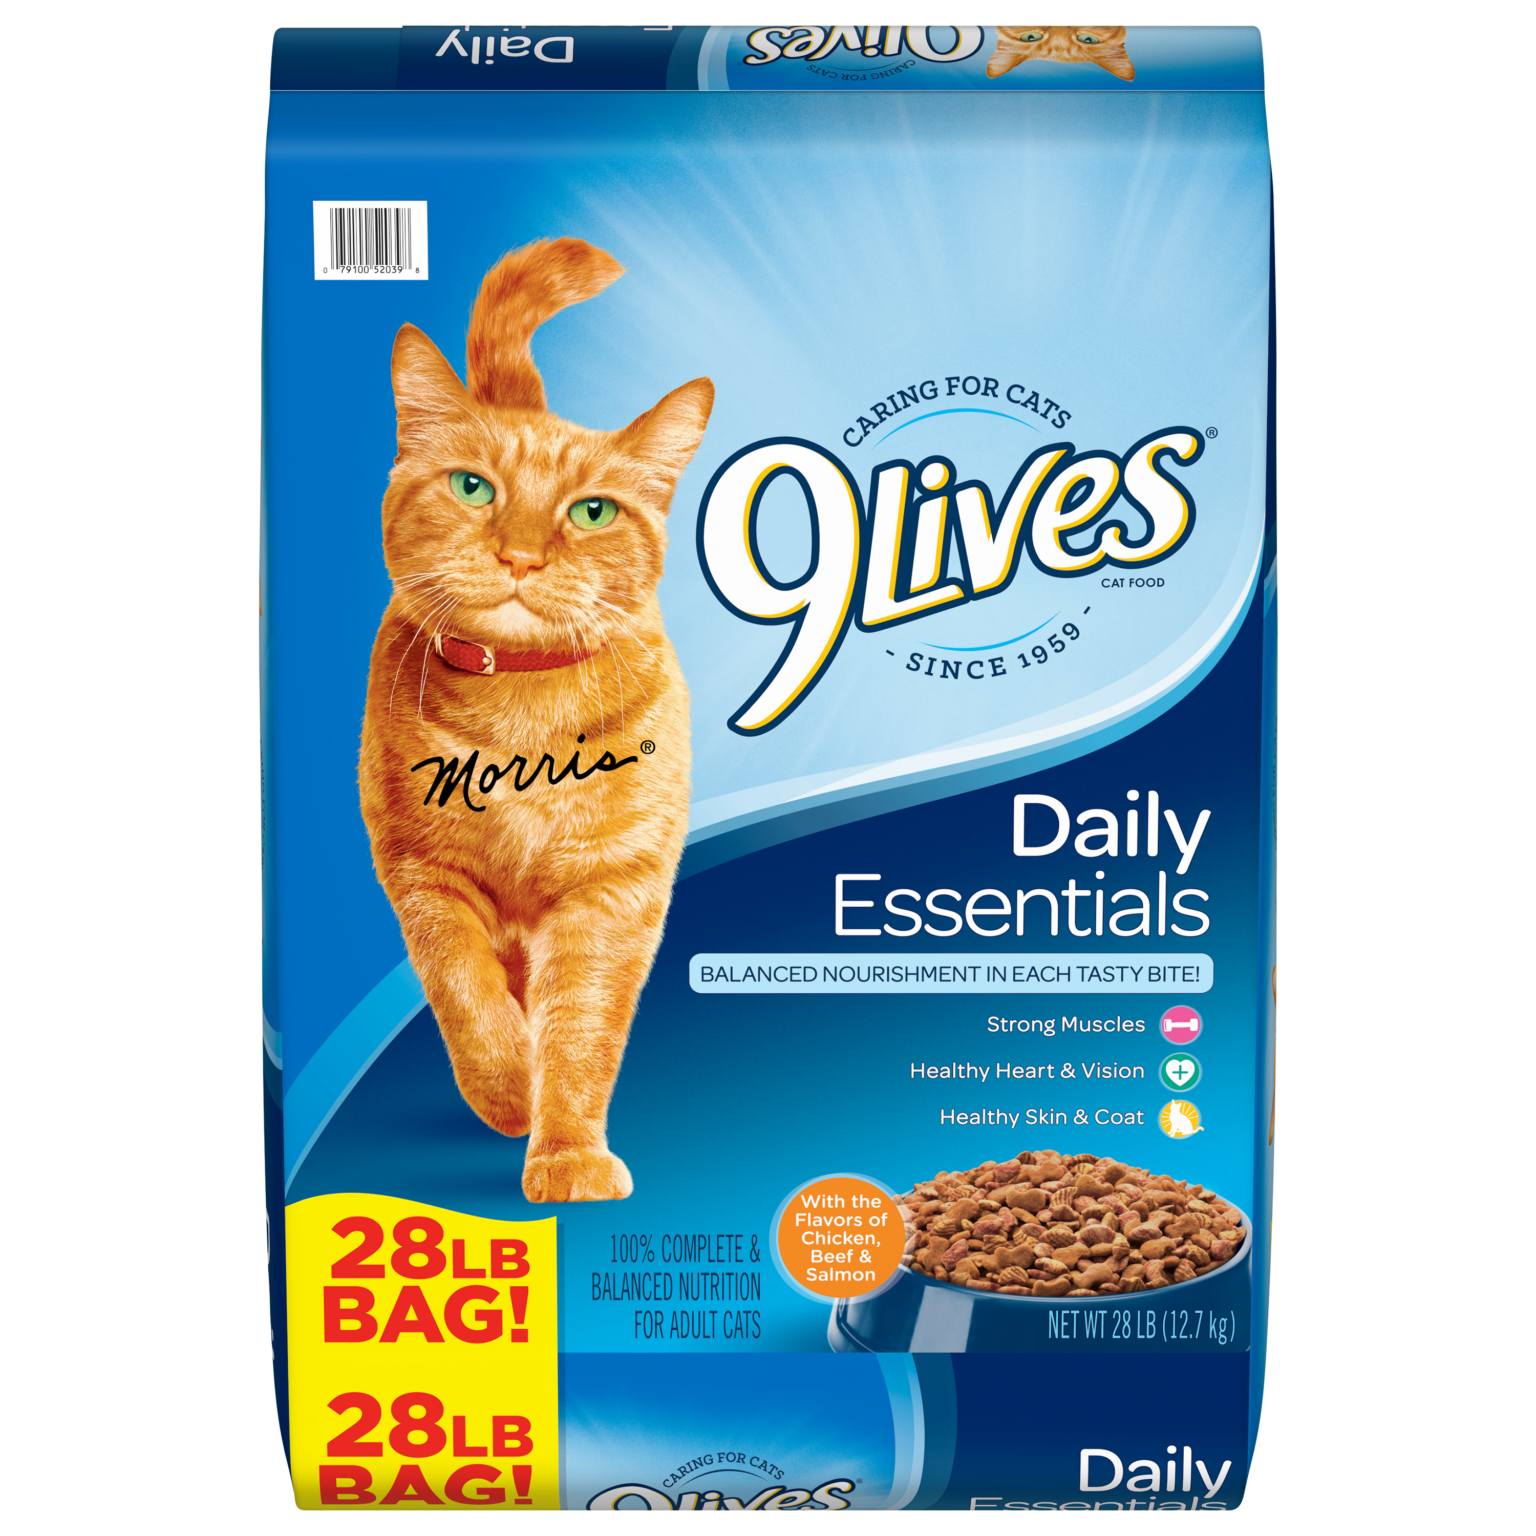 Daily
9Lives
CARING FOR CATS
0 79100 52039 8
CARING FOR CATS
9Lives®
CAT FOOD
- SINCE 1959 -
Morris®
Daily
Essentials
BALANCED NOURISHMENT IN EACH TASTY BITE!
Strong Muscles
Healthy Heart & Vision
Healthy Skin & Coat
With the
Flavors of
Chicken,
Beef &
Salmon
28LB
BAG!
100% COMPLETE &
BALANCED NUTRITION
FOR ADULT CATS
NET WT 28 LB (12.7 kg)
28LB
BAG!
CARING FOR CATS
9Lives®
Daily
Essentials